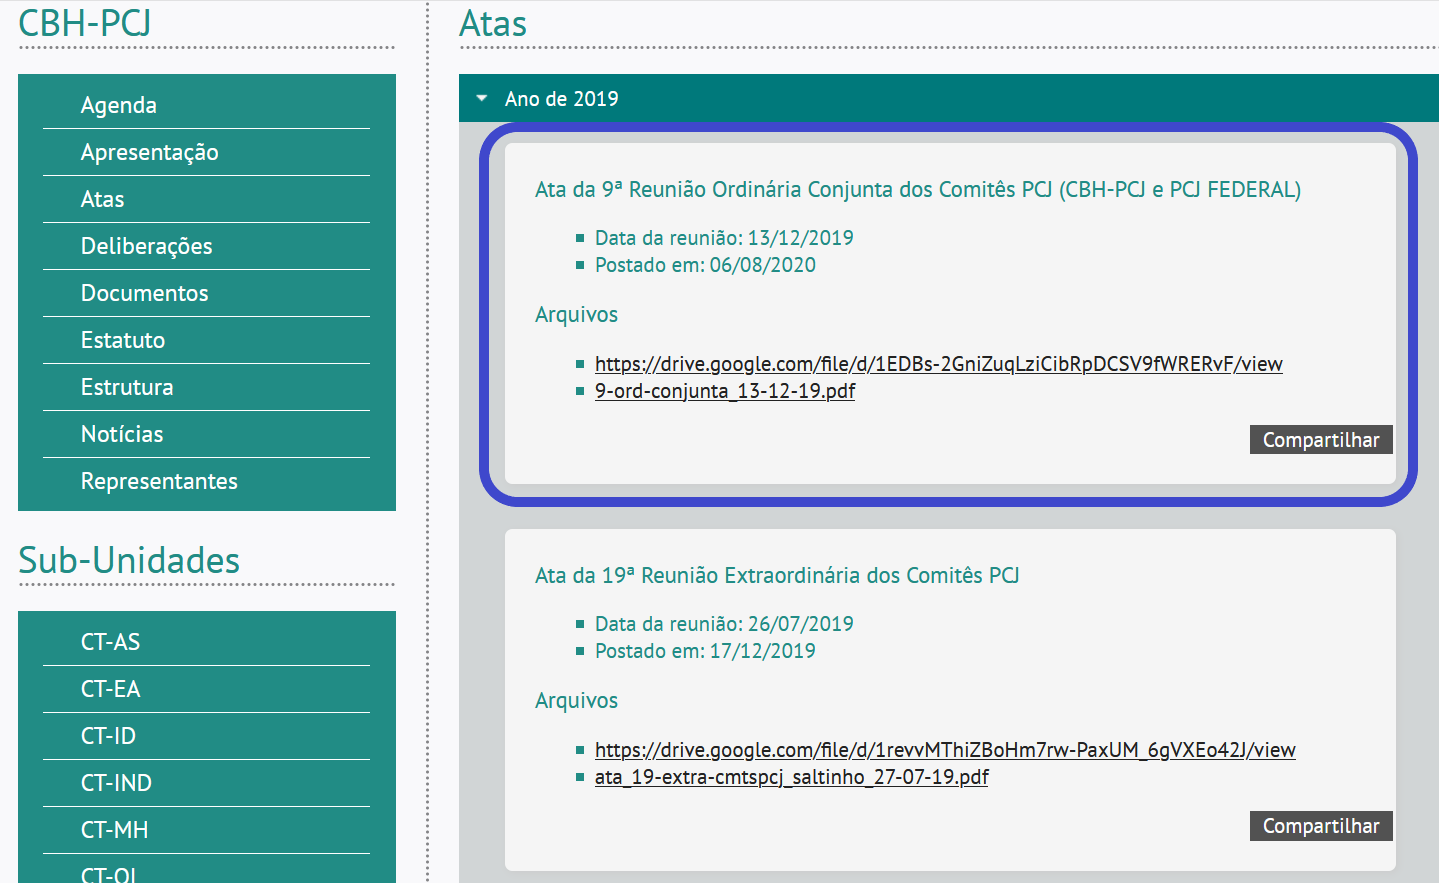 CBH-PCJ
Agenda
Apresentação
Atas
Deliberações
Documentos
Estatuto
Estrutura
Notícias
Representantes
Sub-Unidades
CT-AS
CT-EA
CT-ID
CT-IND
CT-MH
Atas
Ano de 2019
Ata da 9ª Reunião Ordinária Conjunta dos Comitês PCJ (CBH-PCJ e PCJ FEDERAL)
Data da reunião: 13/12/2019
Postado em: 06/08/2020
Arquivos
https://drive.google.com/file/d/1EDBs-2GniZuqLziCibRpDCSV9fWRERvF/view
9-ord-conjunta_13-12-19.pdf
Compartilhar
Ata da 19ª Reunião Extraordinária dos Comitês PCJ
Data da reunião: 26/07/2019
Postado em: 17/12/2019
Arquivos
https://drive.google.com/file/d/1revvMThiZBoHm7rw-PaxUM_6gVXEo42J/view
ata_19-extra-cmtspcj_saltinho_27-07-19.pdf
Compartilhar